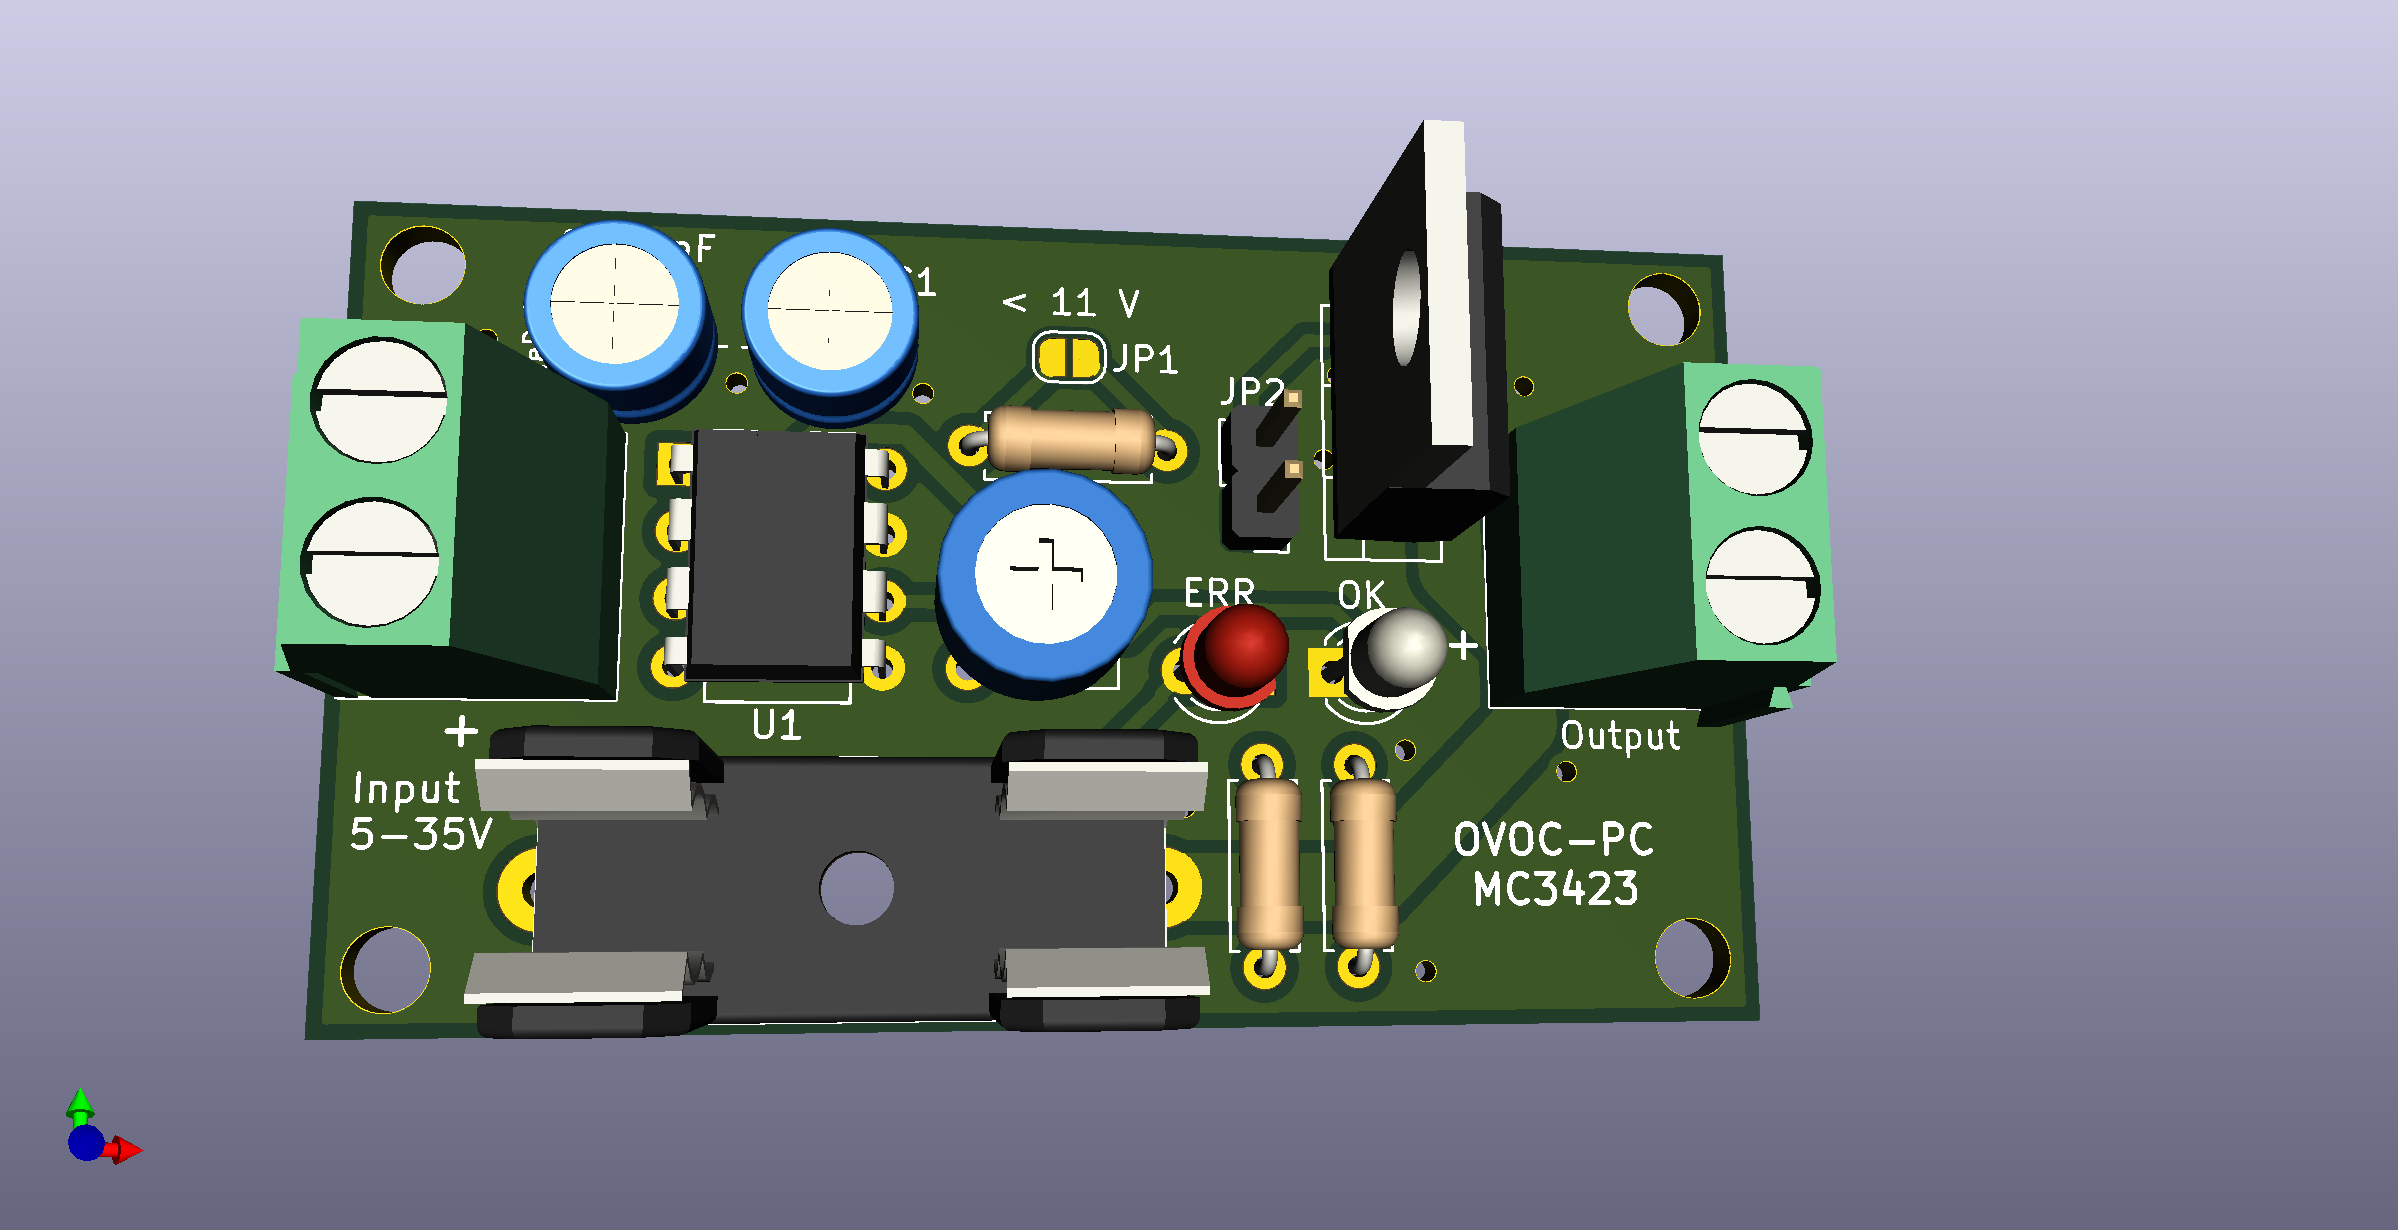 < 11 V
JP1
JP2
ERR
OK
+
U1
+
Input
5-35V
Output
OVOC-PC
MC3423